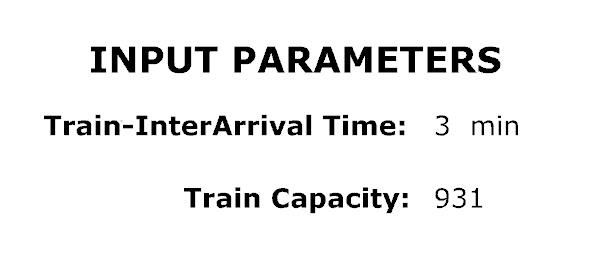 INPUT PARAMETERS
Train-InterArrival Time: 3 min
Train Capacity: 931